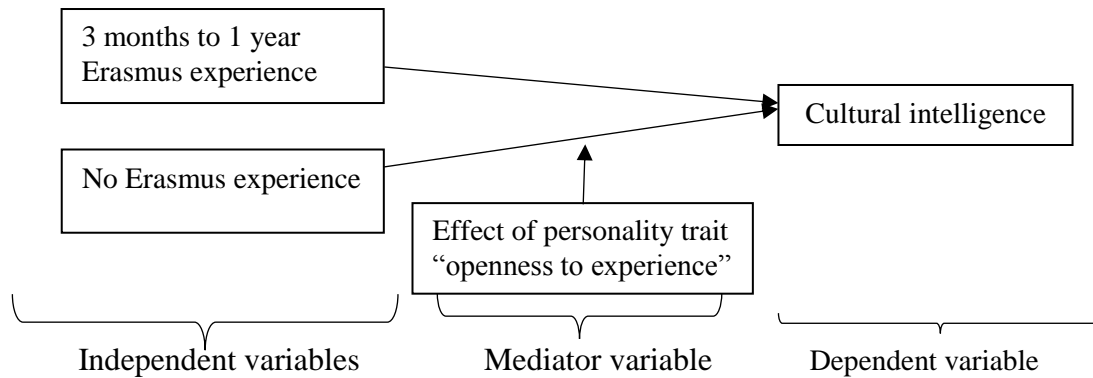 3 months to 1 year
Erasmus experience
Cultural intelligence
No Erasmus experience
Effect of personality trait
“openness to experience”
Independent variables
Mediator variable
Dependent variable